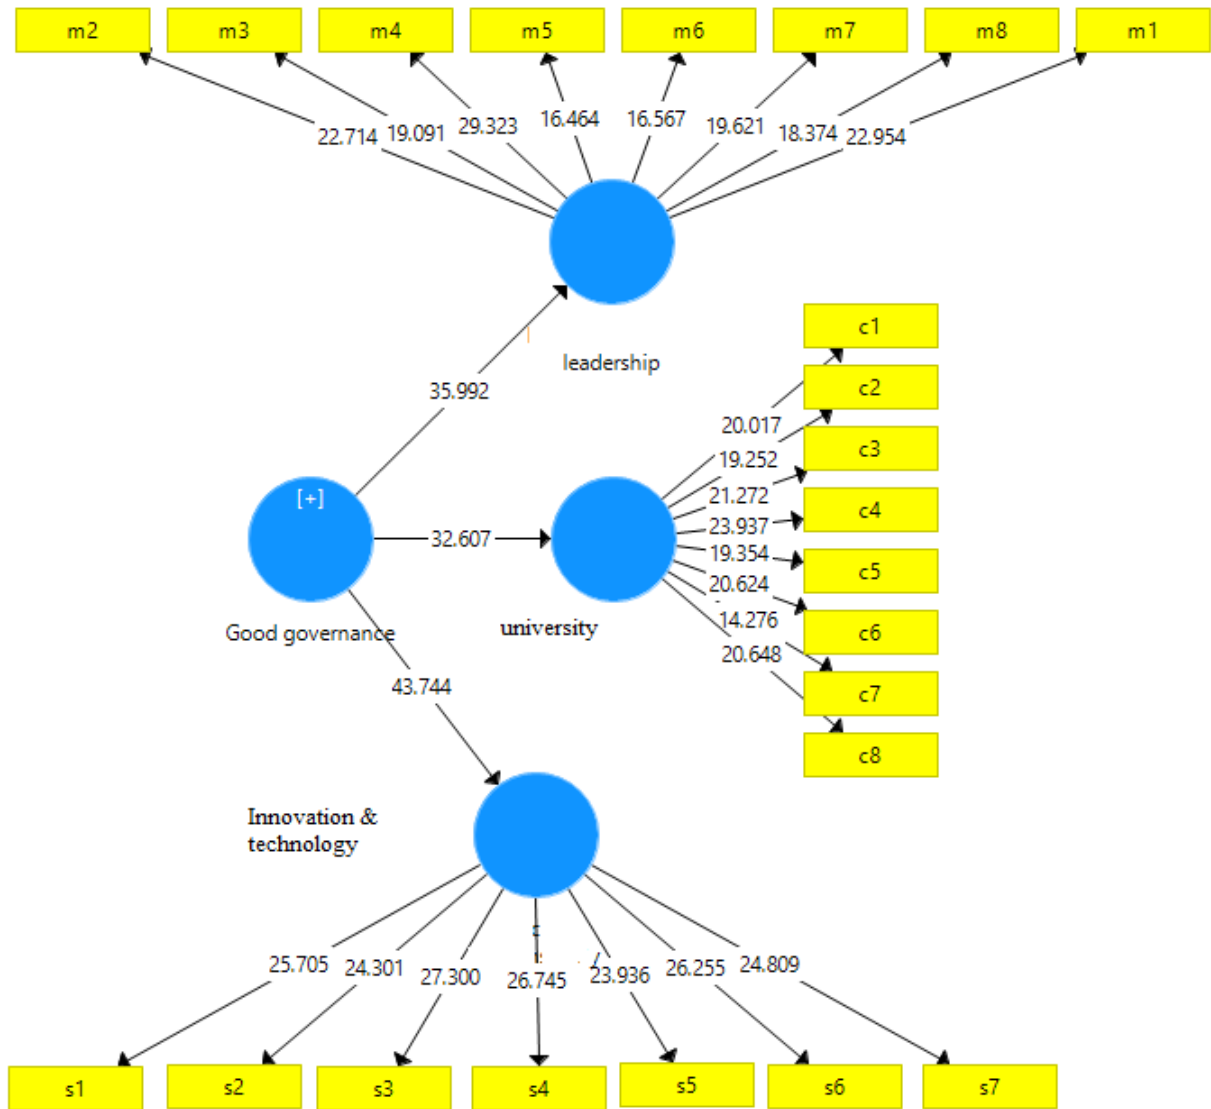 m2 m3 m4 m5 m6 m7 m8 m1
22.714 19.091 29.323 16.464 16.567 19.621 18.374 22.954
leadership
35.992
c1
c2
c3
c4
c5
c6
c7
c8
20.017
19.252
21.272
23.937
19.354
20.624
14.276
20.648
[+]
32.607
Good governance
university
43.744
Innovation &
technology
25.705 24.301 27.300 26.745 23.936 26.255 24.809
s1 s2 s3 s4 s5 s6 s7